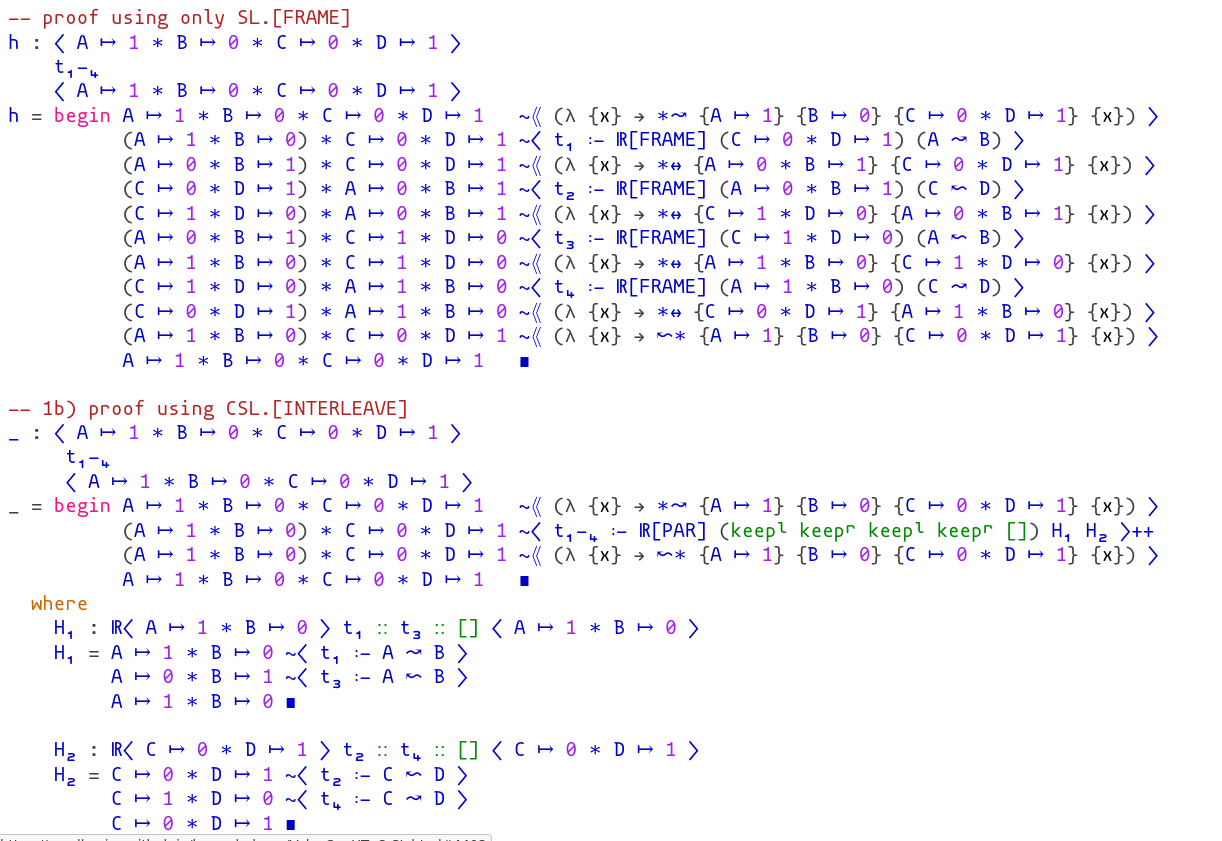 -- proof using only SL.[FRAME]
h : ⟨ A ↦ 1 * B ↦ 0 * C ↦ 0 * D ↦ 1 ⟩
t₁₋₄
⟨ A ↦ 1 * B ↦ 0 * C ↦ 0 * D ↦ 1 ⟩
h = begin A ↦ 1 * B ↦ 0 * C ↦ 0 * D ↦ 1 ~⟪ (λ {x} → *↝ {A ↦ 1} {B ↦ 0} {C ↦ 0 * D ↦ 1} {x}) ⟩
(A ↦ 1 * B ↦ 0) * C ↦ 0 * D ↦ 1 ~⟨ t₁ :- ℝ[FRAME] (C ↦ 0 * D ↦ 1) (A ↝ B) ⟩
(A ↦ 0 * B ↦ 1) * C ↦ 0 * D ↦ 1 ~⟪ (λ {x} → *↔ {A ↦ 0 * B ↦ 1} {C ↦ 0 * D ↦ 1} {x}) ⟩
(C ↦ 0 * D ↦ 1) * A ↦ 0 * B ↦ 1 ~⟨ t₂ :- ℝ[FRAME] (A ↦ 0 * B ↦ 1) (C ↜ D) ⟩
(C ↦ 1 * D ↦ 0) * A ↦ 0 * B ↦ 1 ~⟪ (λ {x} → *↔ {C ↦ 1 * D ↦ 0} {A ↦ 0 * B ↦ 1} {x}) ⟩
(A ↦ 0 * B ↦ 1) * C ↦ 1 * D ↦ 0 ~⟨ t₃ :- ℝ[FRAME] (C ↦ 1 * D ↦ 0) (A ↜ B) ⟩
(A ↦ 1 * B ↦ 0) * C ↦ 1 * D ↦ 0 ~⟪ (λ {x} → *↔ {A ↦ 1 * B ↦ 0} {C ↦ 1 * D ↦ 0} {x}) ⟩
(C ↦ 1 * D ↦ 0) * A ↦ 1 * B ↦ 0 ~⟨ t₄ :- ℝ[FRAME] (A ↦ 1 * B ↦ 0) (C ↝ D) ⟩
(C ↦ 0 * D ↦ 1) * A ↦ 1 * B ↦ 0 ~⟪ (λ {x} → *↔ {C ↦ 0 * D ↦ 1} {A ↦ 1 * B ↦ 0} {x}) ⟩
(A ↦ 1 * B ↦ 0) * C ↦ 0 * D ↦ 1 ~⟪ (λ {x} → ↜* {A ↦ 1} {B ↦ 0} {C ↦ 0 * D ↦ 1} {x}) ⟩
A ↦ 1 * B ↦ 0 * C ↦ 0 * D ↦ 1 ∎
-- 1b) proof using CSL.[INTERLEAVE]
_ : ⟨ A ↦ 1 * B ↦ 0 * C ↦ 0 * D ↦ 1 ⟩
t₁₋₄
⟨ A ↦ 1 * B ↦ 0 * C ↦ 0 * D ↦ 1 ⟩
_ = begin A ↦ 1 * B ↦ 0 * C ↦ 0 * D ↦ 1 ~⟪ (λ {x} → *↝ {A ↦ 1} {B ↦ 0} {C ↦ 0 * D ↦ 1} {x}) ⟩
(A ↦ 1 * B ↦ 0) * C ↦ 0 * D ↦ 1 ~⟨ t₁₋₄ :- ℝ[PAR] (keepˡ keepʳ keepˡ keepʳ []) H₁ H₂ ⟩++
(A ↦ 1 * B ↦ 0) * C ↦ 0 * D ↦ 1 ~⟪ (λ {x} → ↜* {A ↦ 1} {B ↦ 0} {C ↦ 0 * D ↦ 1} {x}) ⟩
A ↦ 1 * B ↦ 0 * C ↦ 0 * D ↦ 1 ∎
where
H₁ : ℝ⟨ A ↦ 1 * B ↦ 0 ⟩ t₁ ∷ t₃ ∷ [] ⟨ A ↦ 1 * B ↦ 0 ⟩
H₁ = A ↦ 1 * B ↦ 0 ~⟨ t₁ :- A ↝ B ⟩
A ↦ 0 * B ↦ 1 ~⟨ t₃ :- A ↜ B ⟩
A ↦ 1 * B ↦ 0 ∎
H₂ : ℝ⟨ C ↦ 0 * D ↦ 1 ⟩ t₂ ∷ t₄ ∷ [] ⟨ C ↦ 0 * D ↦ 1 ⟩
H₂ = C ↦ 0 * D ↦ 1 ~⟨ t₂ :- C ↜ D ⟩
C ↦ 1 * D ↦ 0 ~⟨ t₄ :- C ↝ D ⟩
C ↦ 0 * D ↦ 1 ∎